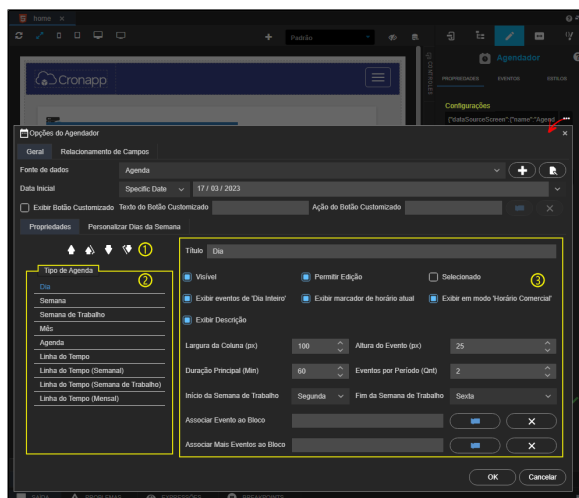 home ×
Padrão
Cronapp
Agendador
PROPRIEDADES EVENTOS ESTILOS
Configurações
{"dataSourceScreen":{"name":"Agend ...
Opções do Agendador ×
Geral Relacionamento de Campos
Fonte de dados Agenda
Data Inicial Specific Date 17 / 03 / 2023
Exibir Botão Customizado Texto do Botão Customizado Ação do Botão Customizado
Propriedades Personalizar Dias da Semana
1
Tipo de Agenda
2
Dia
Semana
Semana de Trabalho
Mês
Agenda
Linha do Tempo
Linha do Tempo (Semanal)
Linha do Tempo (Semana de Trabalho)
Linha do Tempo (Mensal)
Título Dia
Visível Permitir Edição Selecionado
3
Exibir eventos de 'Dia Inteiro' Exibir marcador de horário atual Exibir em modo 'Horário Comercial'
Exibir Descrição
Largura da Coluna (px) 100 Altura do Evento (px) 25
Duração Principal (Min) 60 Eventos por Período (Qnt) 2
Início da Semana de Trabalho Segunda Fim da Semana de Trabalho Sexta
Associar Evento ao Bloco
Associar Mais Eventos ao Bloco
OK Cancelar